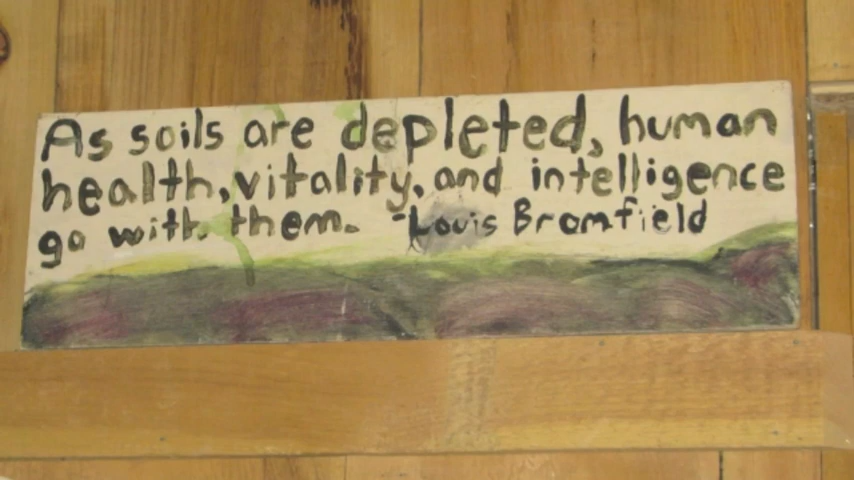 As soils are depleted, human
health, vitality, and intelligence
go with them. -Louis Bromfield